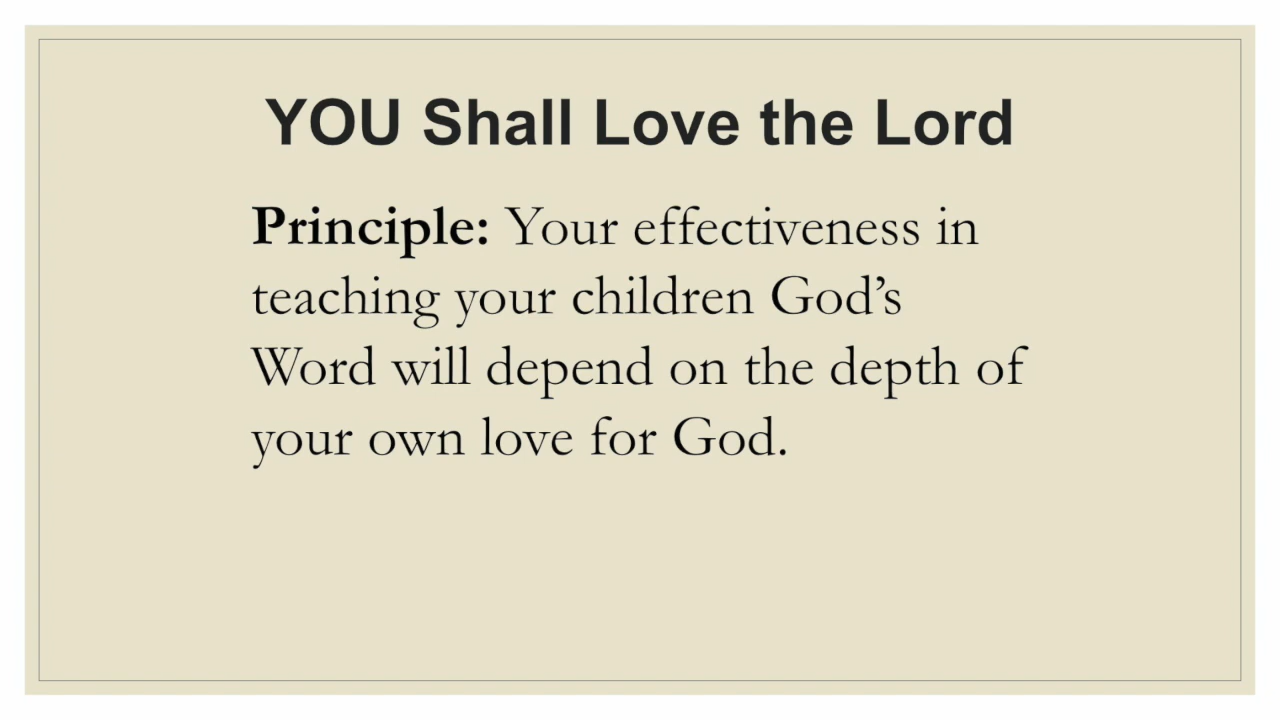 YOU Shall Love the Lord
Principle: Your effectiveness in
teaching your children God’s
Word will depend on the depth of
your own love for God.